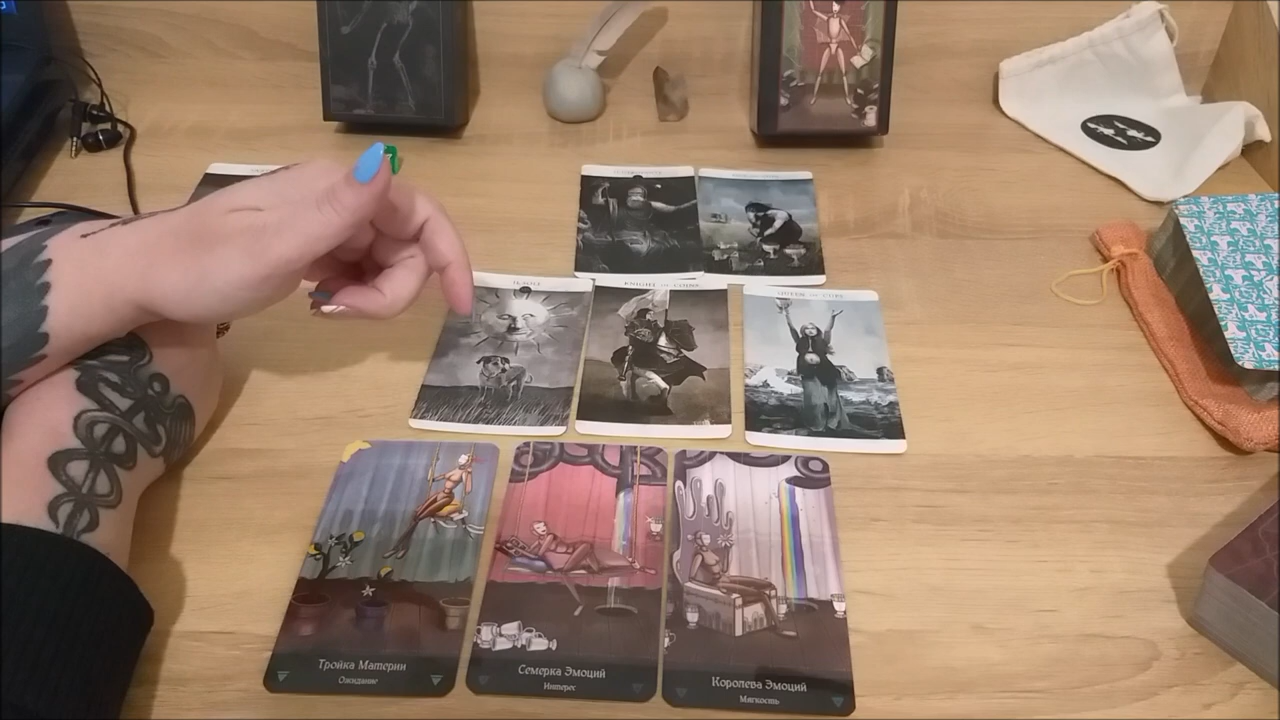 KNIGHT OF CUPS
QUEEN OF CUPS
Тройка Материи
Ожидание
Семерка Эмоций
Интерес
Королева Эмоций
Мягкость